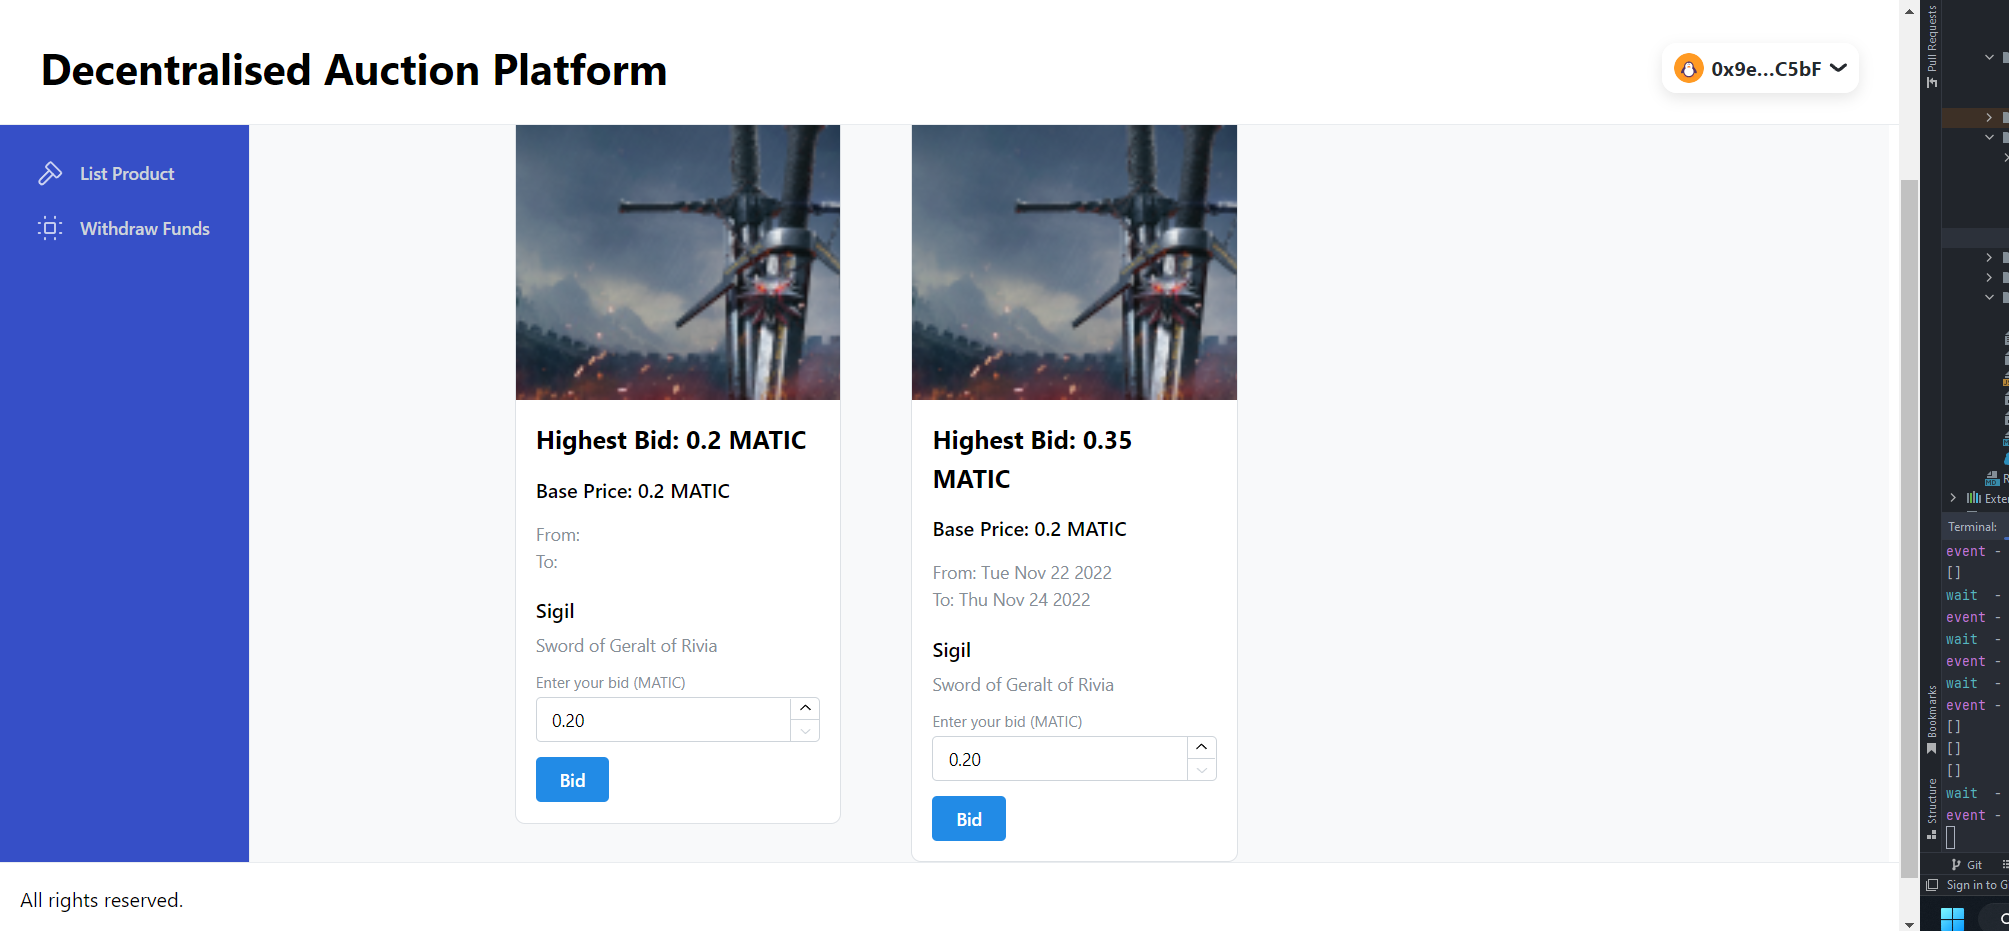 Decentralised Auction Platform
0x9e...C5bF
List Product
Withdraw Funds
Highest Bid: 0.2 MATIC
Base Price: 0.2 MATIC
From:
To:
Sigil
Sword of Geralt of Rivia
Enter your bid (MATIC)
0.20
Bid
Highest Bid: 0.35
MATIC
Base Price: 0.2 MATIC
From: Tue Nov 22 2022
To: Thu Nov 24 2022
Sigil
Sword of Geralt of Rivia
Enter your bid (MATIC)
0.20
Bid
All rights reserved.
Pull Requests
R
Exte
Terminal:
event -
[]
wait -
event -
wait -
event -
wait -
event -
[]
[]
[]
wait -
event -
Bookmarks
Structure
Git
Sign in to G